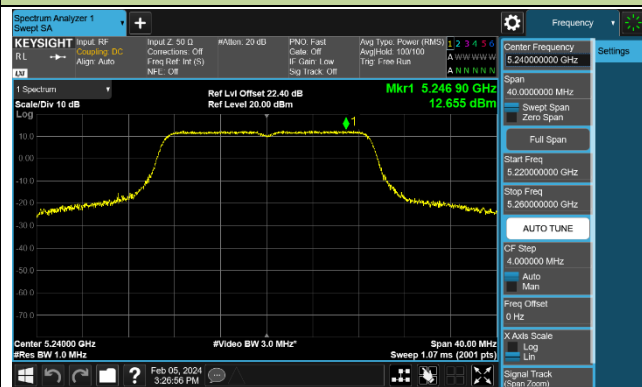 Spectrum Analyzer 1
Swept SA
+
Frequency
KEYSIGHT
Input: RF
Coupling: DC
Align: Auto
Input Z: 50 Ω
Corrections: Off
Freq Ref: Int (S)
NFE: Off
#Atten: 20 dB
PNO: Fast
Gate: Off
IF Gain: Low
Sig Track: Off
Avg Type: Power (RMS)
Avg|Hold: 100/100
Trig: Free Run
1 2 3 4 5 6
A W W W W W
A N N N N N
RL
LXI
1 Spectrum
Scale/Div 10 dB
Ref Lvl Offset 22.40 dB
Ref Level 20.00 dBm
Mkr1 5.246 90 GHz
12.655 dBm
Log
1
10.0
0.00
-10.0
-20.0
-30.0
-40.0
-50.0
-60.0
-70.0
Center 5.24000 GHz
#Res BW 1.0 MHz
#Video BW 3.0 MHz*
Span 40.00 MHz
Sweep 1.07 ms (2001 pts)
Feb 05, 2024
3:26:56 PM
Center Frequency
5.240000000 GHz
Settings
Span
40.0000000 MHz
Swept Span
Zero Span
Full Span
Start Freq
5.220000000 GHz
Stop Freq
5.260000000 GHz
AUTO TUNE
CF Step
4.000000 MHz
Auto
Man
Freq Offset
0 Hz
X Axis Scale
Log
Lin
Signal Track
(Span Zoom)